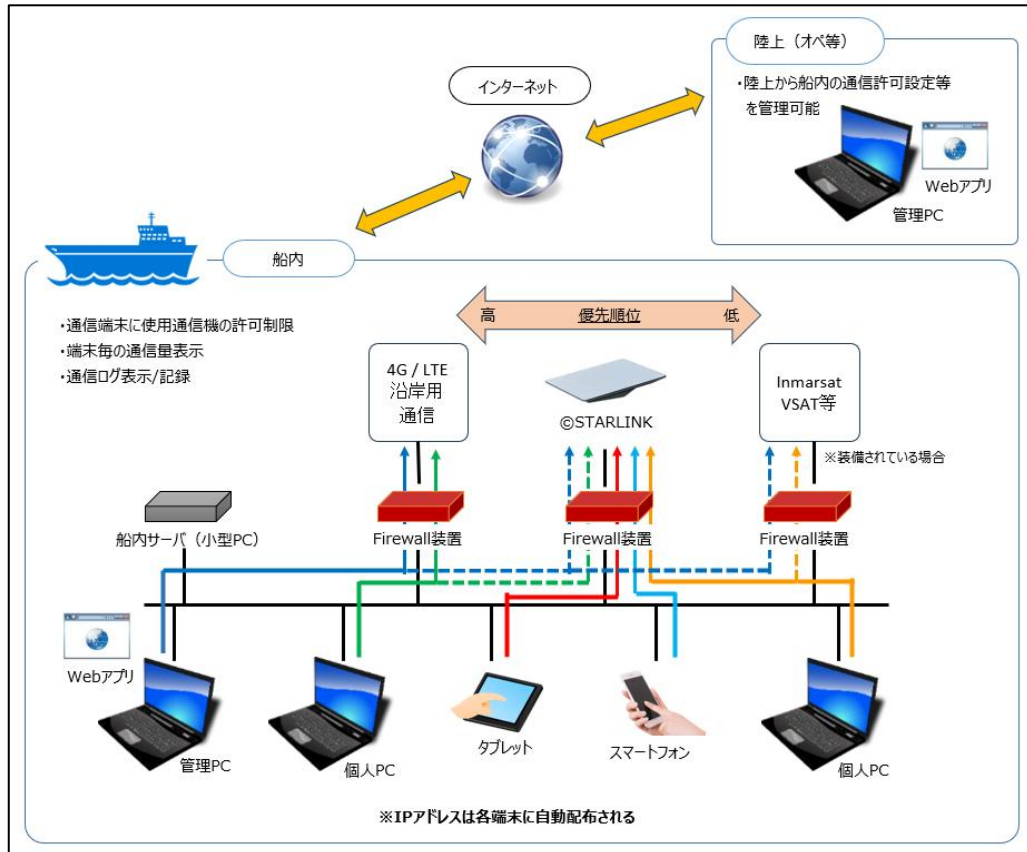 陸上（オペ等）
・陸上から船内の通信許可設定等
を管理可能
Webアプリ
管理PC
インターネット
船内
・通信端末に使用通信機の許可制限
・端末毎の通信量表示
・通信ログ表示/記録
高 優先順位 低
4G / LTE
沿岸用
通信
©STARLINK
Inmarsat
VSAT等
※装備されている場合
船内サーバ（小型PC）
Firewall装置
Firewall装置
Firewall装置
Webアプリ
管理PC
個人PC
タブレット
スマートフォン
個人PC
※IPアドレスは各端末に自動配布される